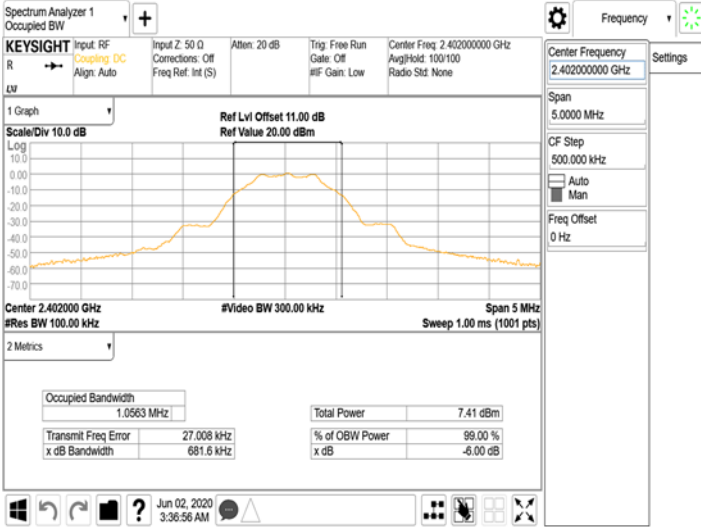 Spectrum Analyzer 1
Occupied BW
Frequency
KEYSIGHT
R
LXI
Input: RF
Coupling: DC
Align: Auto
Input Z: 50 Ω
Corrections: Off
Freq Ref: Int (S)
Atten: 20 dB
Trig: Free Run
Gate: Off
#IF Gain: Low
Center Freq: 2.402000000 GHz
Avg|Hold: 100/100
Radio Std: None
Center Frequency
2.402000000 GHz
Settings
Span
5.0000 MHz
CF Step
500.000 kHz
Auto
Man
Freq Offset
0 Hz
1 Graph
Scale/Div 10.0 dB
Ref Lvl Offset 11.00 dB
Ref Value 20.00 dBm
Log
10.0
0.00
-10.0
-20.0
-30.0
-40.0
-50.0
-60.0
-70.0
Center 2.402000 GHz
#Video BW 300.00 kHz
Span 5 MHz
#Res BW 100.00 kHz
Sweep 1.00 ms (1001 pts)
2 Metrics
Occupied Bandwidth
1.0563 MHz
Total Power 7.41 dBm
Transmit Freq Error 27.008 kHz
% of OBW Power 99.00 %
x dB Bandwidth 681.6 kHz
x dB -6.00 dB
?
Jun 02, 2020
3:36:56 AM